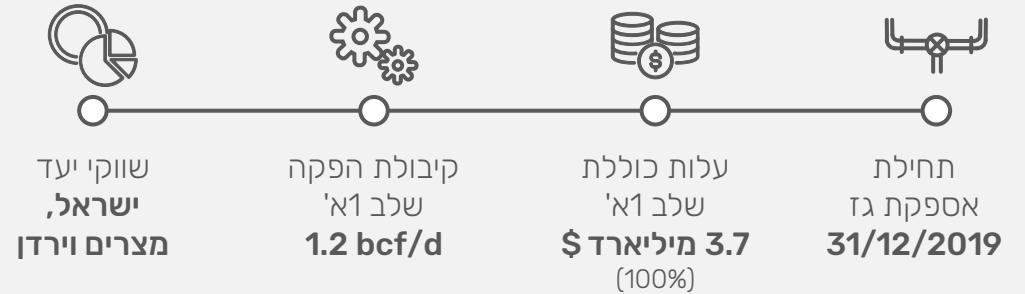 תחילת
אספקת גז
31/12/2019
עלות כוללת
שלב 1א'
3.7 מיליארד $
(100%)
קיבולת הפקה
שלב 1א'
1.2 bcf/d
שווקי יעד
ישראל,
מצרים וירדן